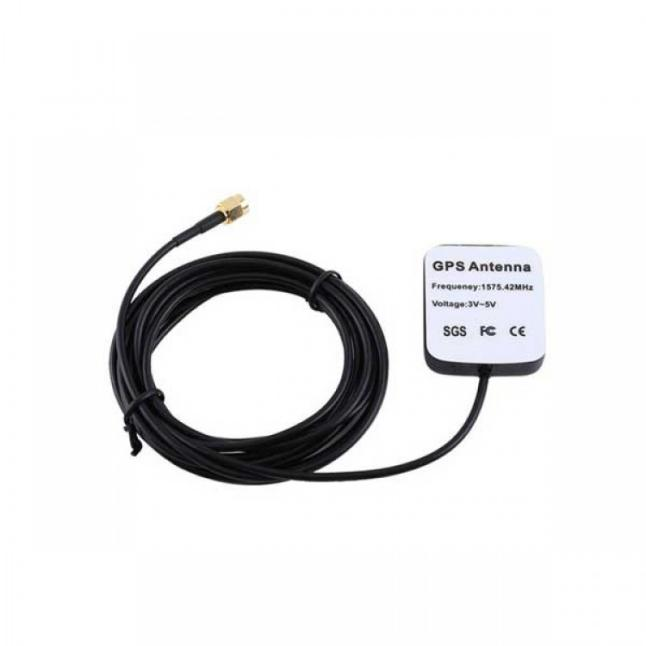 GPS Antenna
Frequeney:1575.42MHz
Voltage:3V~5V
SGS FC CE